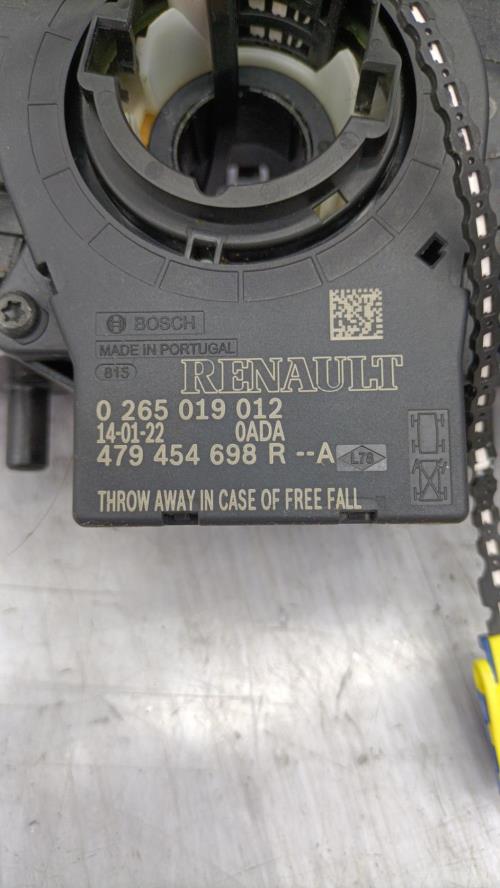 BOSCH
MADE IN PORTUGAL
815
RENAULT
0 265 019 012
14-01-22 0ADA
479 454 698 R --A L78
THROW AWAY IN CASE OF FREE FALL